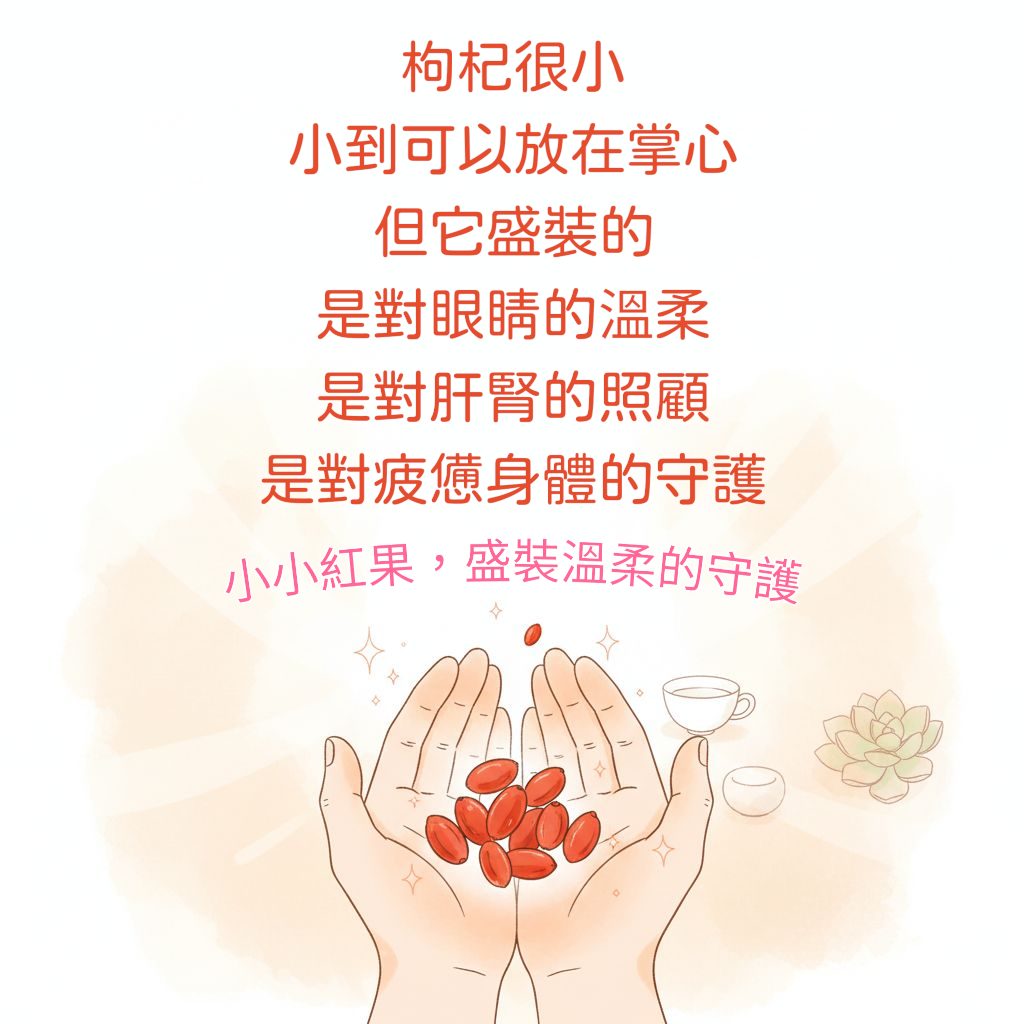 枸杞很小
小到可以放在掌心
但它盛裝的
是對眼睛的溫柔
是對肝腎的照顧
是對疲憊身體的守護
小小紅果，盛裝溫柔的守護